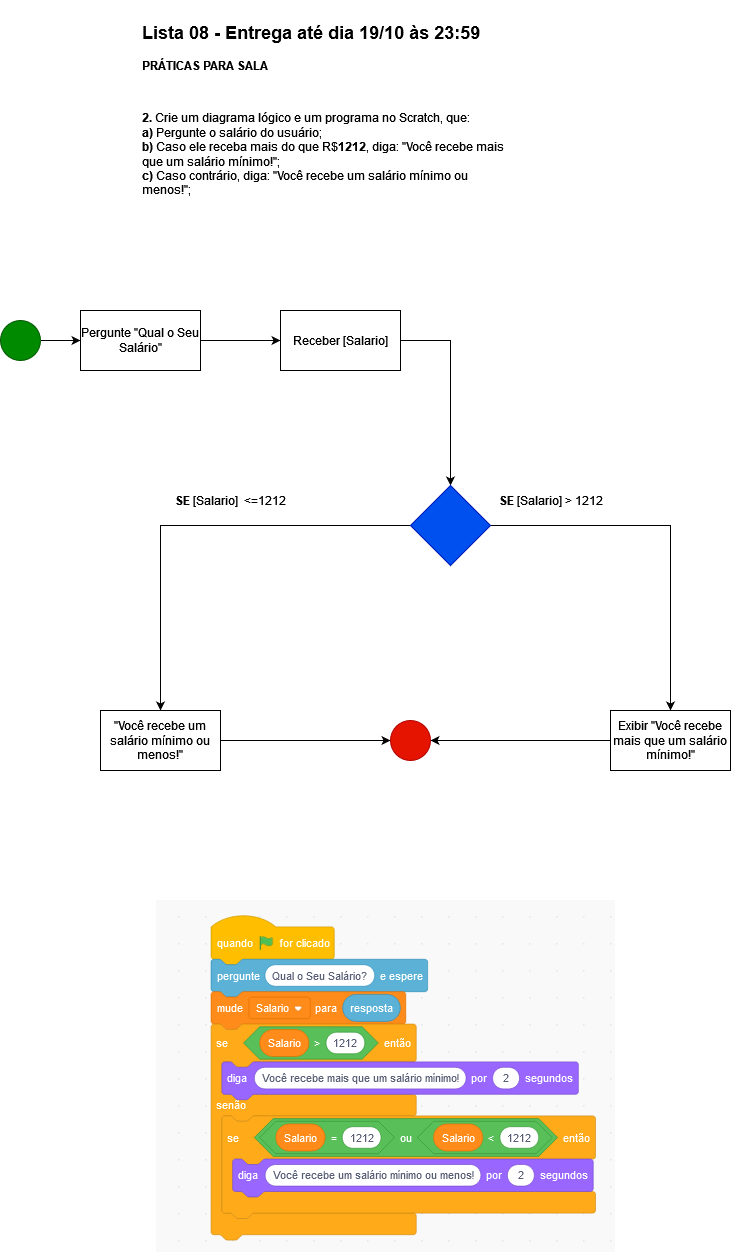 Lista 08 - Entrega até dia 19/10 às 23:59
PRÁTICAS PARA SALA
2. Crie um diagrama lógico e um programa no Scratch, que:
a) Pergunte o salário do usuário;
b) Caso ele receba mais do que R$1212, diga: "Você recebe mais
que um salário mínimo!";
c) Caso contrário, diga: "Você recebe um salário mínimo ou
menos!";
Pergunte "Qual o Seu
Salário"
Receber [Salario]
SE [Salario] <=1212
SE [Salario] > 1212
"Você recebe um
salário mínimo ou
menos!"
Exibir "Você recebe
mais que um salário
mínimo!"
quando for clicado
pergunte Qual o Seu Salário? e espere
mude Salario para resposta
se Salario > 1212 então
diga Você recebe mais que um salário mínimo! por 2 segundos
senão
se Salario = 1212 ou Salario < 1212 então
diga Você recebe um salário mínimo ou menos! por 2 segundos